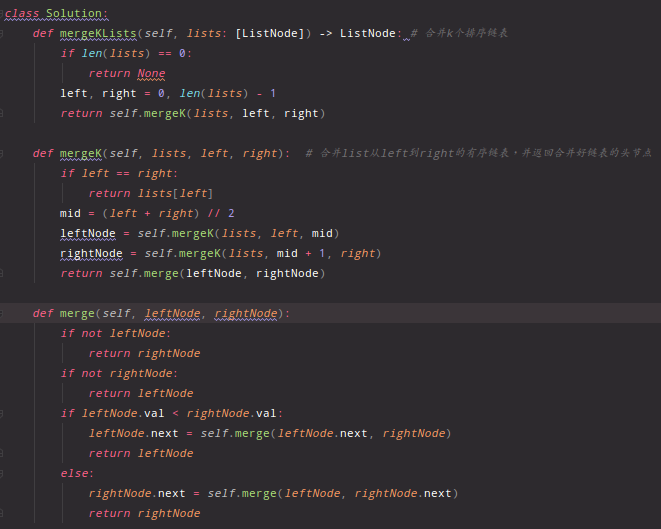 class Solution:
    def mergeKLists(self, lists: [ListNode]) -> ListNode: # 合并k个排序链表
        if len(lists) == 0:
            return None
        left, right = 0, len(lists) - 1
        return self.mergeK(lists, left, right)
    def mergeK(self, lists, left, right):  # 合并list从left到right的有序链表,并返回合并好链表的头节点
        if left == right:
            return lists[left]
        mid = (left + right) // 2
        leftNode = self.mergeK(lists, left, mid)
        rightNode = self.mergeK(lists, mid + 1, right)
        return self.merge(leftNode, rightNode)
    def merge(self, leftNode, rightNode):
        if not leftNode:
            return rightNode
        if not rightNode:
            return leftNode
        if leftNode.val < rightNode.val:
            leftNode.next = self.merge(leftNode.next, rightNode)
            return leftNode
        else:
            rightNode.next = self.merge(leftNode, rightNode.next)
            return rightNode